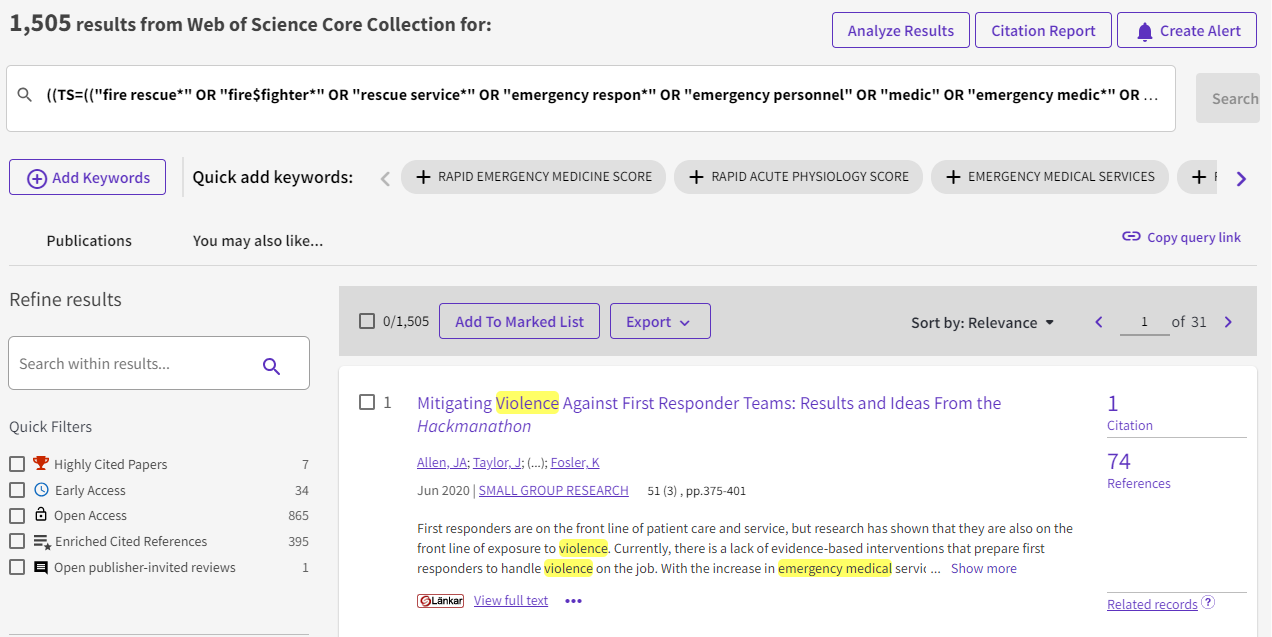 1,505 results from Web of Science Core Collection for:
Analyze Results
Citation Report
Create Alert
((TS=(("fire rescue*" OR "fire$fighter*" OR "rescue service*" OR "emergency respon*" OR "emergency personnel" OR "medic" OR "emergency medic*" OR ...
Search
Add Keywords
Quick add keywords:
RAPID EMERGENCY MEDICINE SCORE
RAPID ACUTE PHYSIOLOGY SCORE
EMERGENCY MEDICAL SERVICES
Publications
You may also like...
Copy query link
Refine results
0/1,505
Add To Marked List
Export
Sort by: Relevance
1 of 31
Search within results...
Quick Filters
Highly Cited Papers 7
Early Access 34
Open Access 865
Enriched Cited References 395
Open publisher-invited reviews 1
1 Mitigating Violence Against First Responder Teams: Results and Ideas From the
Hackmanathon
Allen, JA; Taylor, J; (...); Fosler, K
Jun 2020 | SMALL GROUP RESEARCH 51 (3) , pp.375-401
First responders are on the front line of patient care and service, but research has shown that they are also on the
front line of exposure to violence. Currently, there is a lack of evidence-based interventions that prepare first
responders to handle violence on the job. With the increase in emergency medical servic ... Show more
Länkar
View full text
1
Citation
74
References
Related records ?